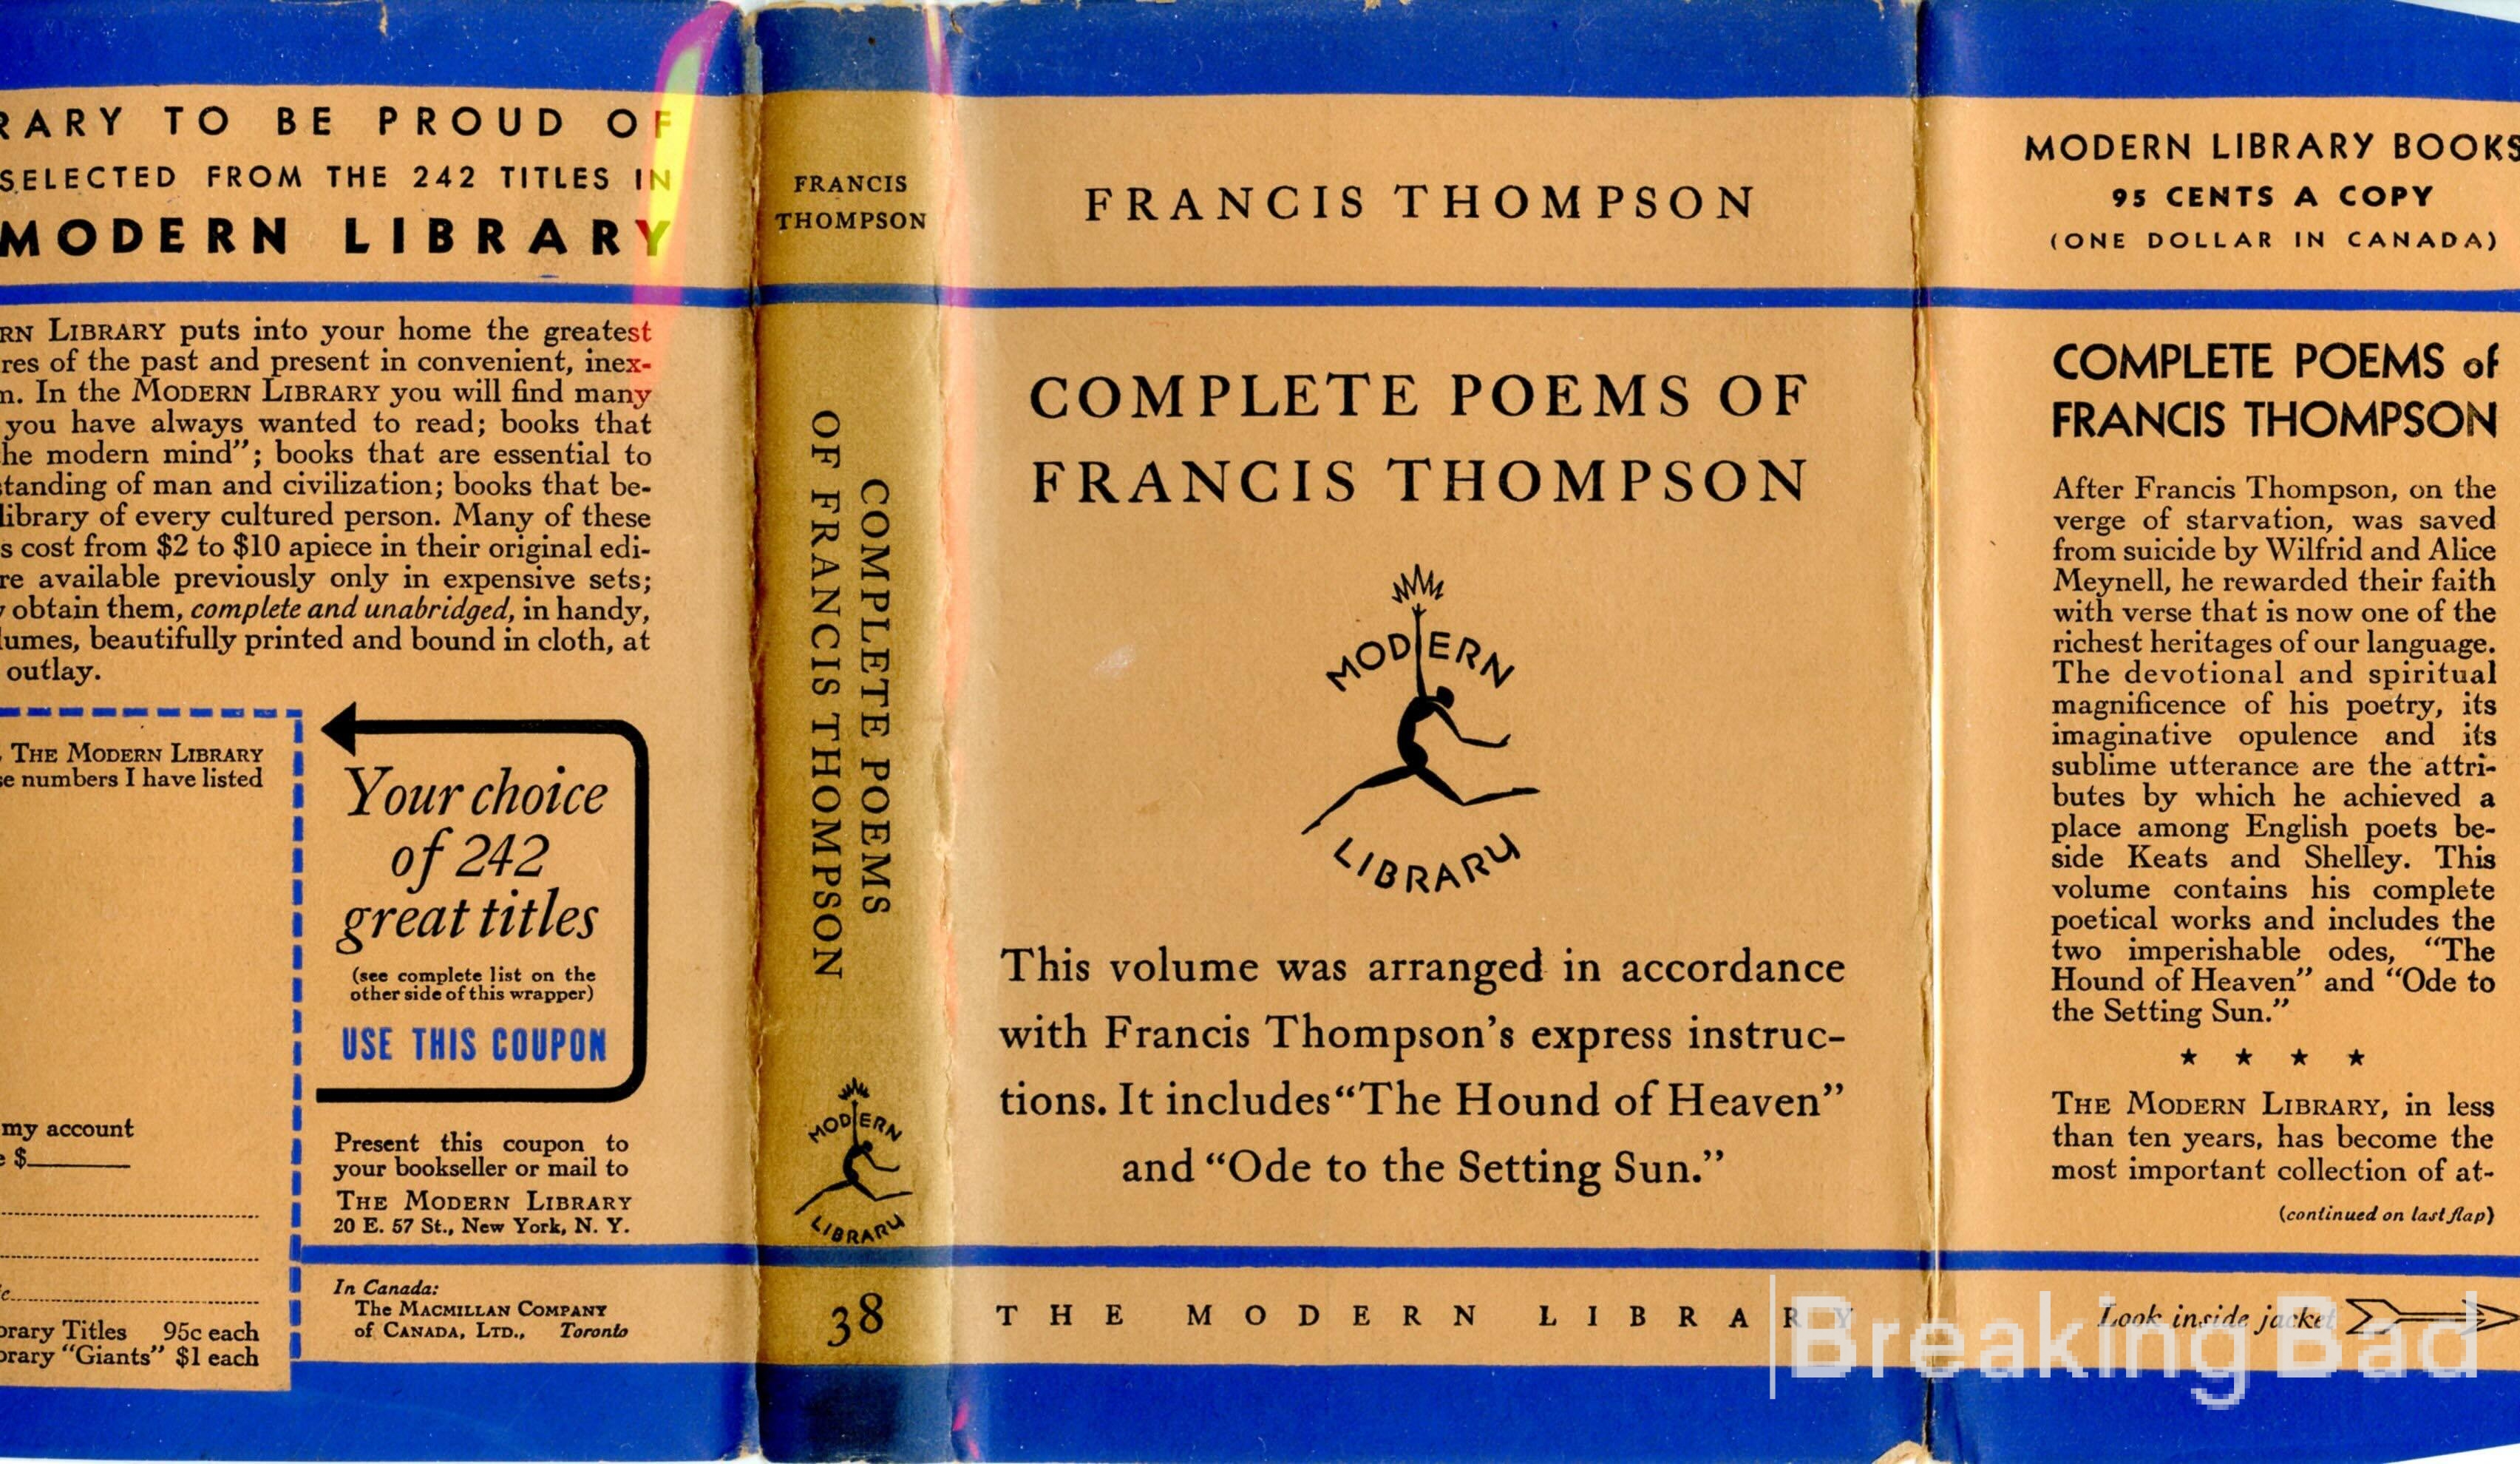 RARY TO BE PROUD OF
SELECTED FROM THE 242 TITLES IN
MODERN LIBRARY
RN LIBRARY puts into your home the greatest
res of the past and present in convenient, inex-
n. In the MODERN LIBRARY you will find many
you have always wanted to read; books that
he modern mind”; books that are essential to
standing of man and civilization; books that be-
library of every cultured person. Many of these
s cost from $2 to $10 apiece in their original edi-
re available previously only in expensive sets;
y obtain them, complete and unabridged, in handy,
lumes, beautifully printed and bound in cloth, at
outlay.
THE MODERN LIBRARY
se numbers I have listed
my account
e $
c
orary Titles 95c each
orary “Giants” $1 each
Your choice
of 242
great titles
(see complete list on the
other side of this wrapper)
USE THIS COUPON
Present this coupon to
your bookseller or mail to
THE MODERN LIBRARY
20 E. 57 St., New York, N. Y.
In Canada:
The MACMILLAN COMPANY
of CANADA, LTD., Toronto
FRANCIS
THOMPSON
COMPLETE POEMS
OF FRANCIS THOMPSON
MODERN
LIBRARY
38
FRANCIS THOMPSON
COMPLETE POEMS OF
FRANCIS THOMPSON
MODERN
LIBRARY
This volume was arranged in accordance
with Francis Thompson’s express instruc-
tions. It includes “The Hound of Heaven”
and “Ode to the Setting Sun.”
THE MODERN LIBRARY
MODERN LIBRARY BOOKS
95 CENTS A COPY
(ONE DOLLAR IN CANADA)
COMPLETE POEMS of
FRANCIS THOMPSON
After Francis Thompson, on the
verge of starvation, was saved
from suicide by Wilfrid and Alice
Meynell, he rewarded their faith
with verse that is now one of the
richest heritages of our language.
The devotional and spiritual
magnificence of his poetry, its
imaginative opulence and its
sublime utterance are the attri-
butes by which he achieved a
place among English poets be-
side Keats and Shelley. This
volume contains his complete
poetical works and includes the
two imperishable odes, “The
Hound of Heaven” and “Ode to
the Setting Sun.”
THE MODERN LIBRARY, in less
than ten years, has become the
most important collection of at-
(continued on last flap)
Look inside jacket
Breaking Bad